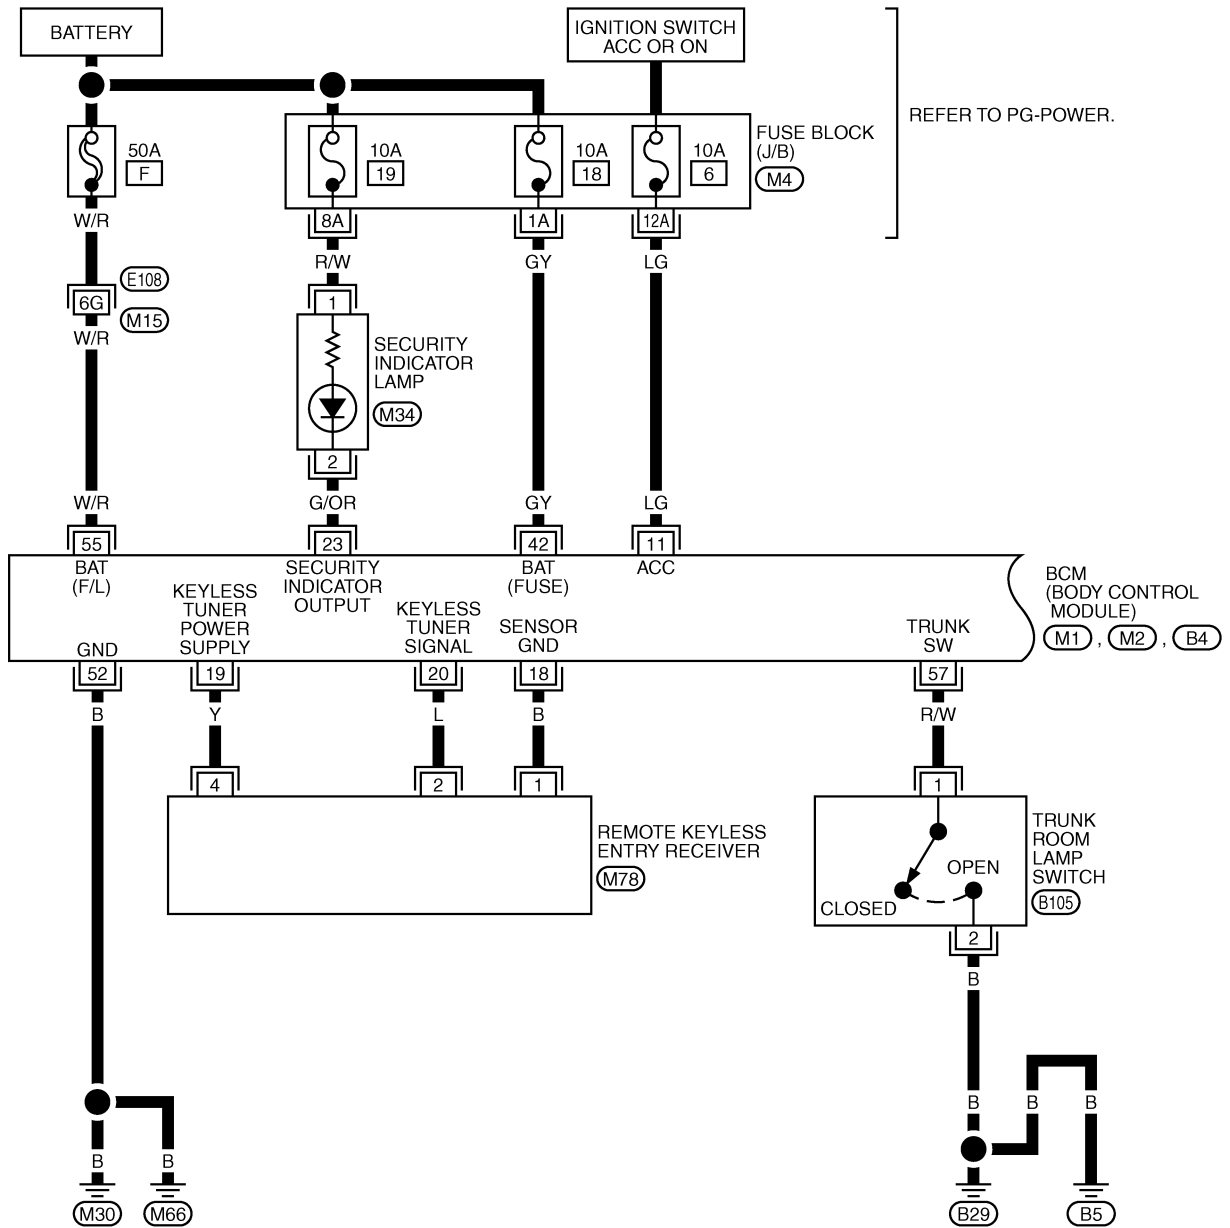 BATTERY
IGNITION SWITCH
ACC OR ON
REFER TO PG-POWER.
50A
F
10A
19
10A
18
10A
6
FUSE BLOCK
(J/B)
M4
W/R
8A
1A
12A
R/W
GY
LG
E108
6G
M15
W/R
1
SECURITY
INDICATOR
LAMP
M34
2
W/R
G/OR
GY
LG
55
23
42
11
BAT
(F/L)
SECURITY
INDICATOR
OUTPUT
BAT
(FUSE)
ACC
BCM
(BODY CONTROL
MODULE)
M1 , M2 , B4
GND
KEYLESS
TUNER
POWER
SUPPLY
KEYLESS
TUNER
SIGNAL
SENSOR
GND
TRUNK
SW
52
19
20
18
57
B
Y
L
B
R/W
4
2
1
1
REMOTE KEYLESS
ENTRY RECEIVER
M78
TRUNK
ROOM
LAMP
SWITCH
B105
OPEN
CLOSED
2
B
B
B
B
B
B
M30
M66
B29
B5